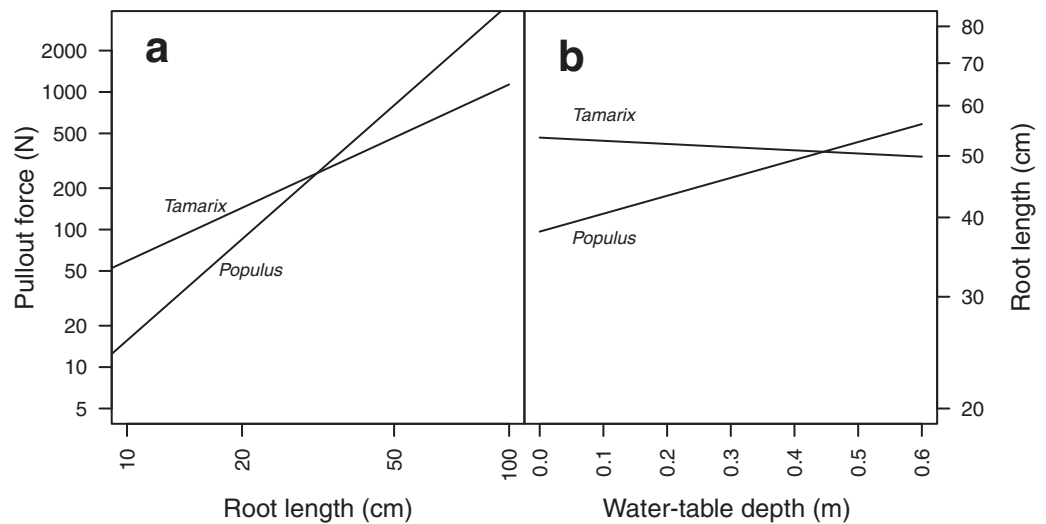 a
Pullout force (N)
2000
1000
500
200
100
50
20
10
5
Tamarix
Populus
10
20
50
100
Root length (cm)
b
Tamarix
Populus
0.0
0.1
0.2
0.3
0.4
0.5
0.6
Water-table depth (m)
80
70
60
50
40
30
20
Root length (cm)